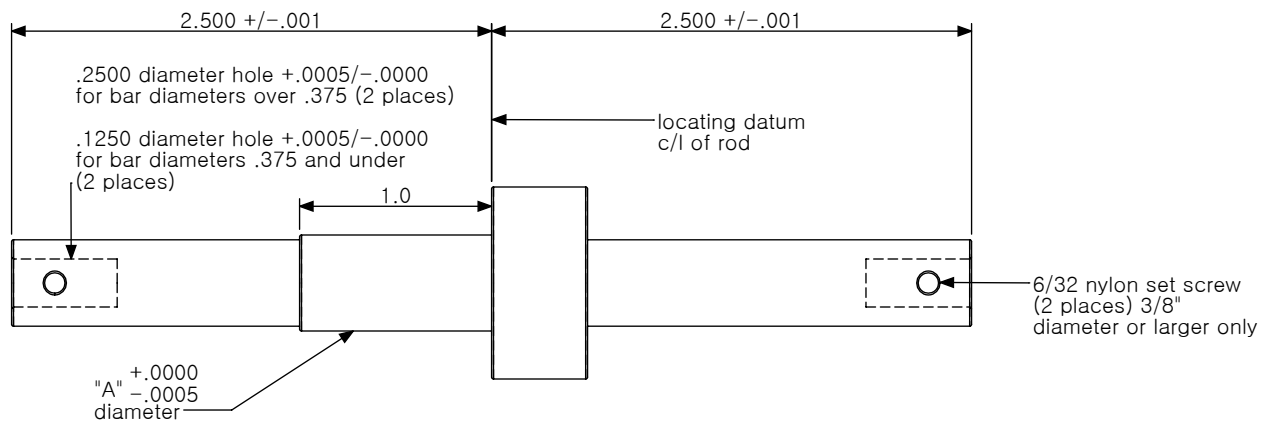 2.500 +/-.001
2.500 +/-.001
.2500 diameter hole +.0005/-.0000
for bar diameters over .375 (2 places)
.1250 diameter hole +.0005/-.0000
for bar diameters .375 and under
(2 places)
locating datum
c/l of rod
1.0
6/32 nylon set screw
(2 places) 3/8"
diameter or larger only
+.0000
"A" -.0005
diameter